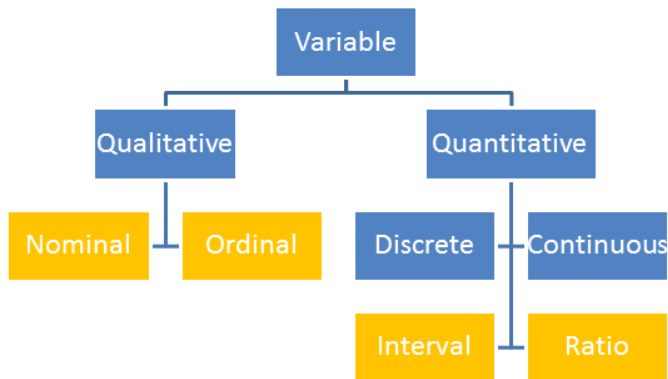 Variable
Qualitative
Quantitative
Nominal
Ordinal
Discrete
Continuous
Interval
Ratio